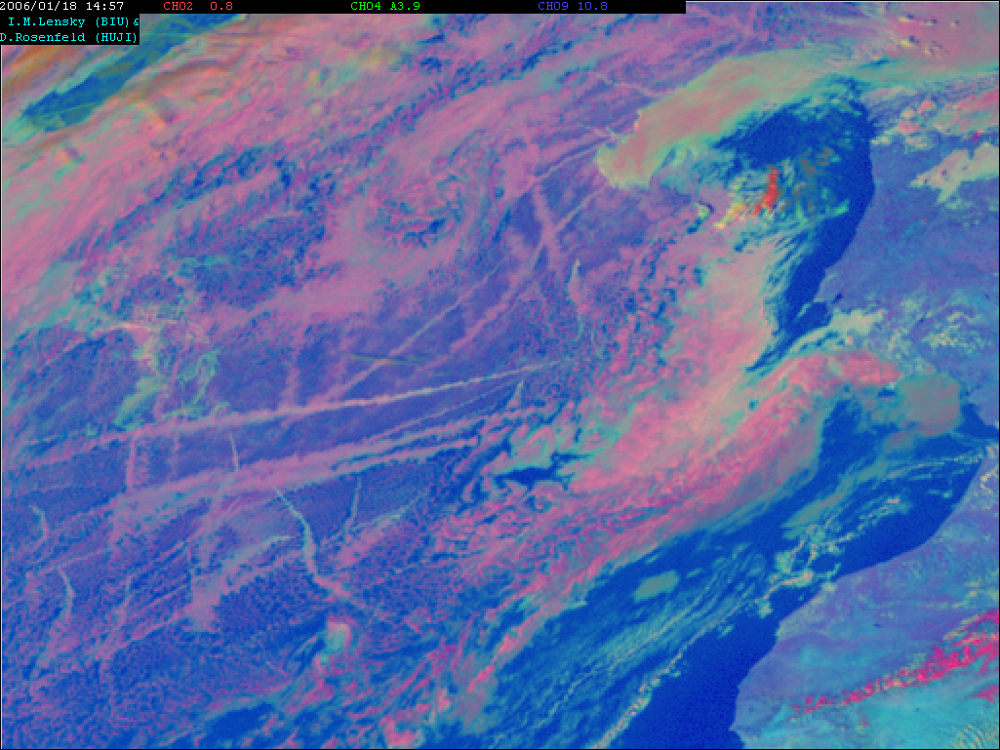 2006/01/18 14:57 CH02 0.8 CH04 A3.9 CH09 10.8
I.M.Lensky (BIU)&
D.Rosenfeld (HUJI)